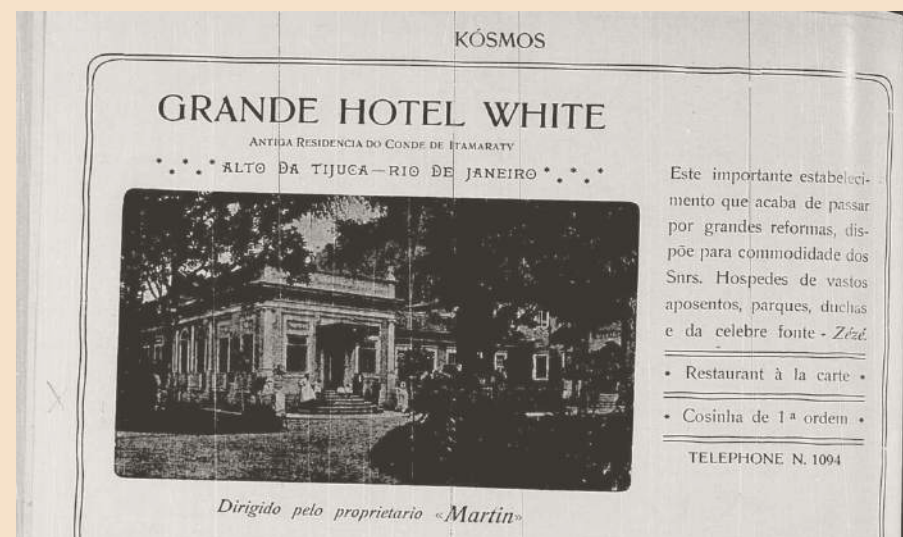 KÓSMOS
GRANDE HOTEL WHITE
ANTIGA RESIDENCIA DO CONDE DE ITAMARATY
ALTO DA TIJUCA — RIO DE JANEIRO
Este importante estabeleci-
mento que acaba de passar
por grandes reformas, dis-
põe para commodidade dos
Snrs. Hospedes de vastos
aposentos, parques, duchas
e da celebre fonte - Zézé.
• Restaurant à la carte •
• Cosinha de 1ª ordem •
TELEPHONE N. 1094
Dirigido pelo proprietario «Martin»